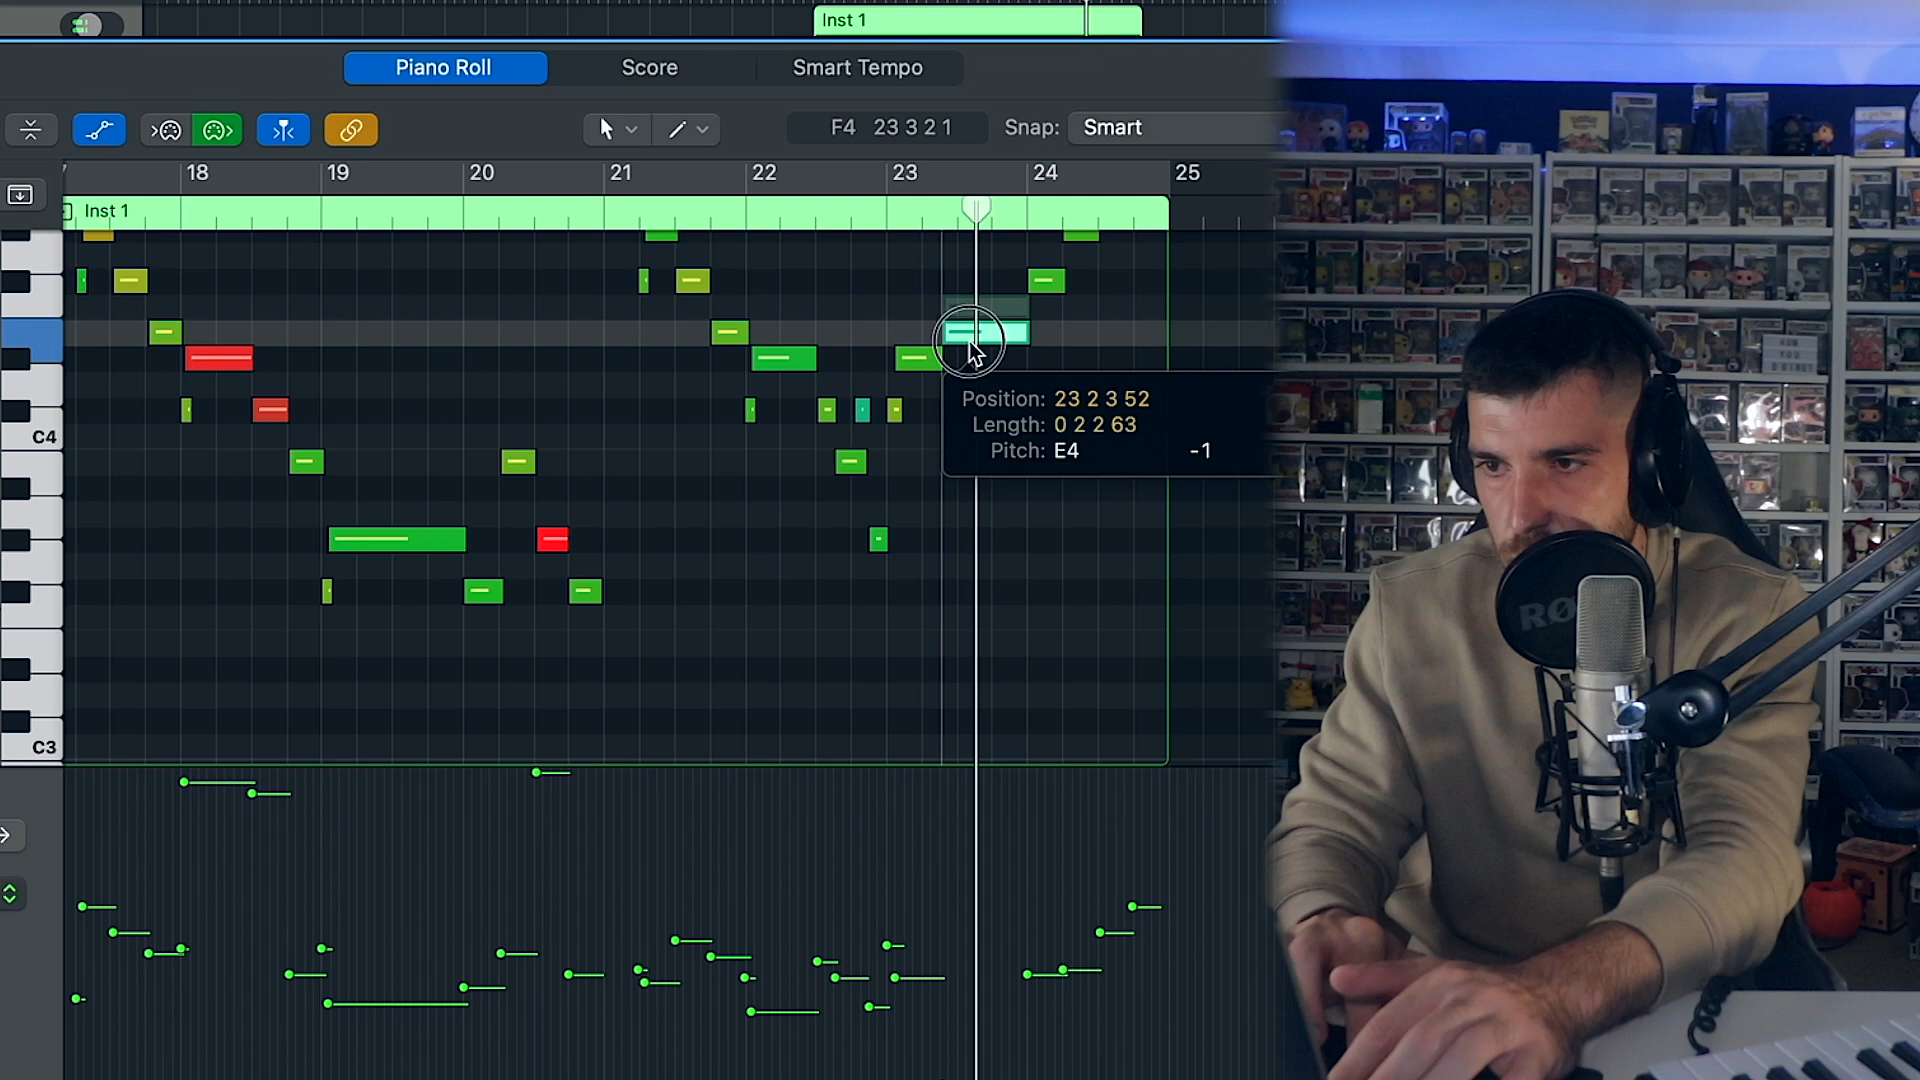 Inst 1
Piano Roll
Score
Smart Tempo
F4 23 3 2 1
Snap: Smart
18 19 20 21 22 23 24 25
Inst 1
C4
Position: 23 2 3 52
Length: 0 2 2 63
Pitch: E4 -1
C3
RØ